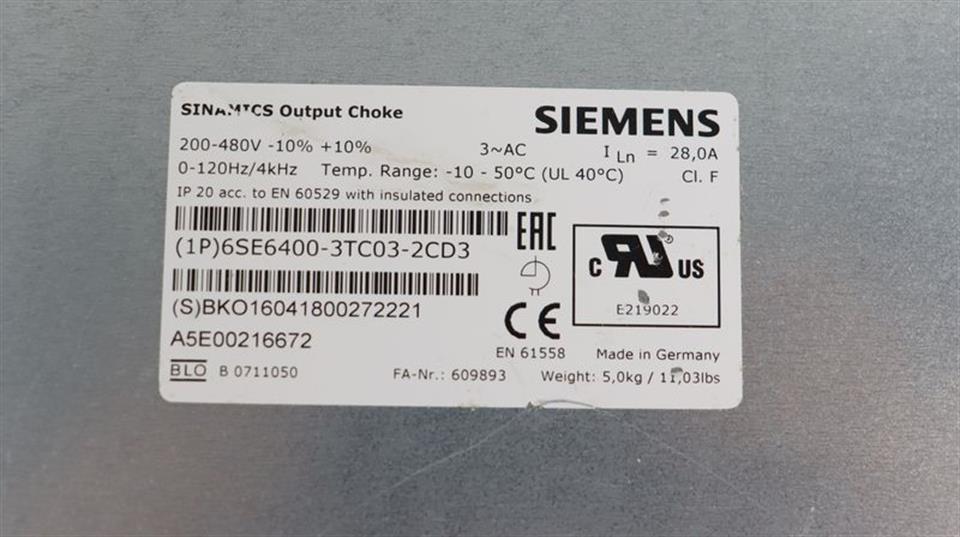 SINAMICS Output Choke
SIEMENS
200-480V -10% +10% 3~AC I Ln = 28,0A
0-120Hz/4kHz Temp. Range: -10 - 50°C (UL 40°C) Cl. F
IP 20 acc. to EN 60529 with insulated connections
EAC
(1P)6SE6400-3TC03-2CD3
c RU US
E219022
(S)BKO16041800272221
CE
A5E00216672
EN 61558 Made in Germany
BLO B 0711050 FA-Nr.: 609893 Weight: 5,0kg / 11,03lbs